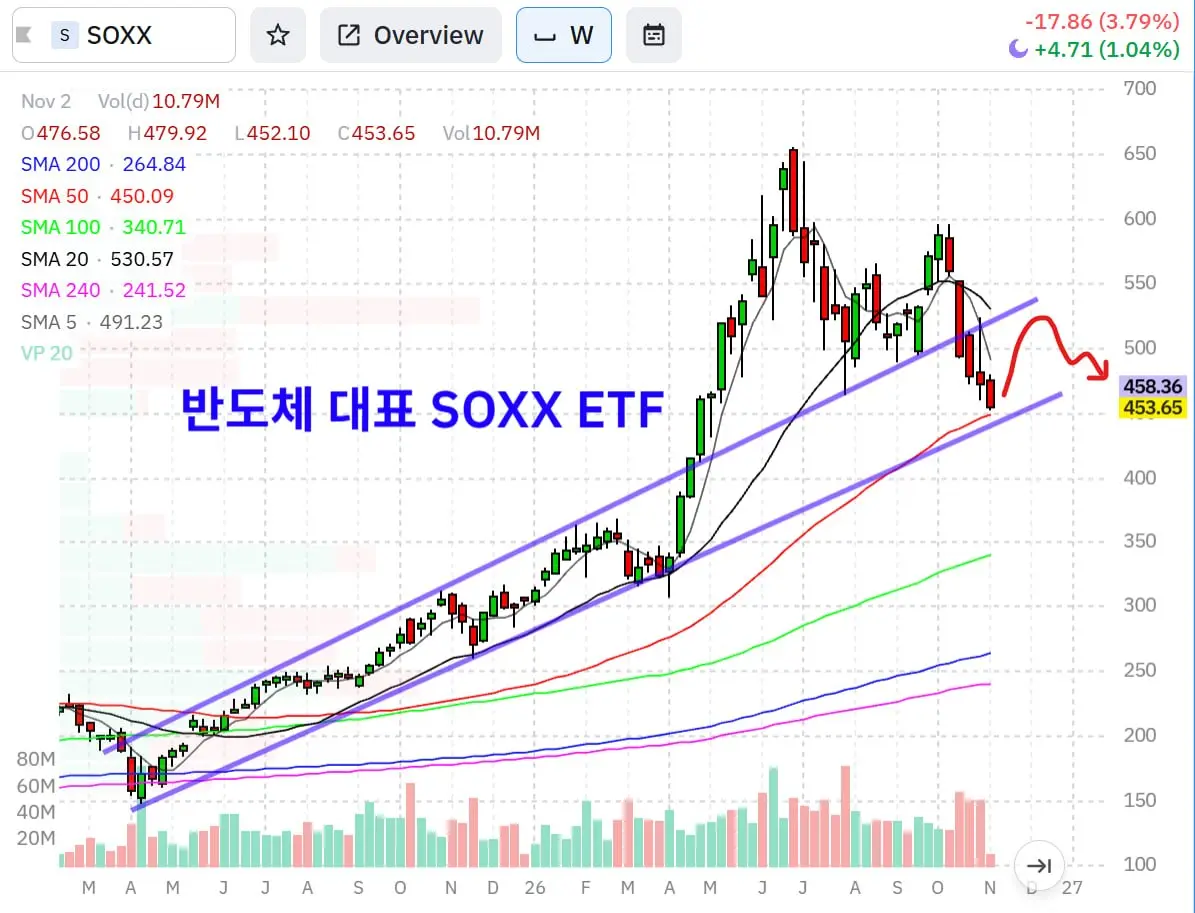 S SOXX Overview W -17.86 (3.79%)
+4.71 (1.04%)
Nov 2 Vol(d) 10.79M
O476.58 H479.92 L452.10 C453.65 Vol10.79M
SMA 200 · 264.84
SMA 50 · 450.09
SMA 100 · 340.71
SMA 20 · 530.57
SMA 240 · 241.52
SMA 5 · 491.23
VP 20
반도체 대표 SOXX ETF
700
650
600
550
500
458.36
453.65
400
350
300
250
200
150
100
80M
60M
40M
20M
M A M J J A S O N D 26 F M A M J J A S O N D 27